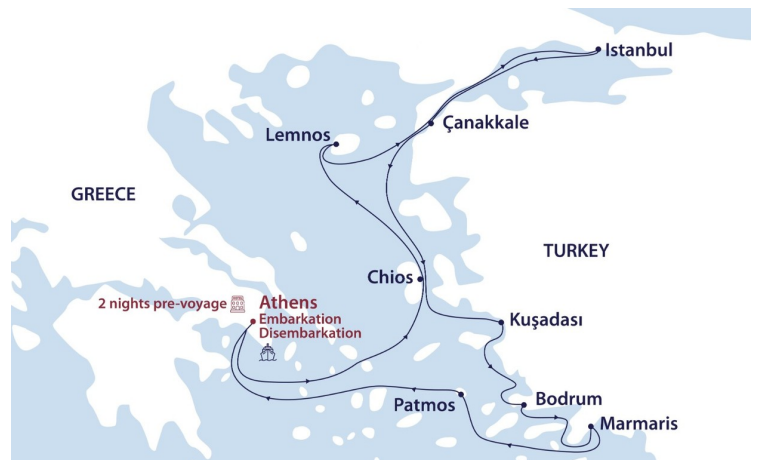 Istanbul
Çanakkale
Lemnos
GREECE
TURKEY
Chios
2 nights pre-voyage
Athens
Embarkation
Disembarkation
Kuşadası
Patmos
Bodrum
Marmaris